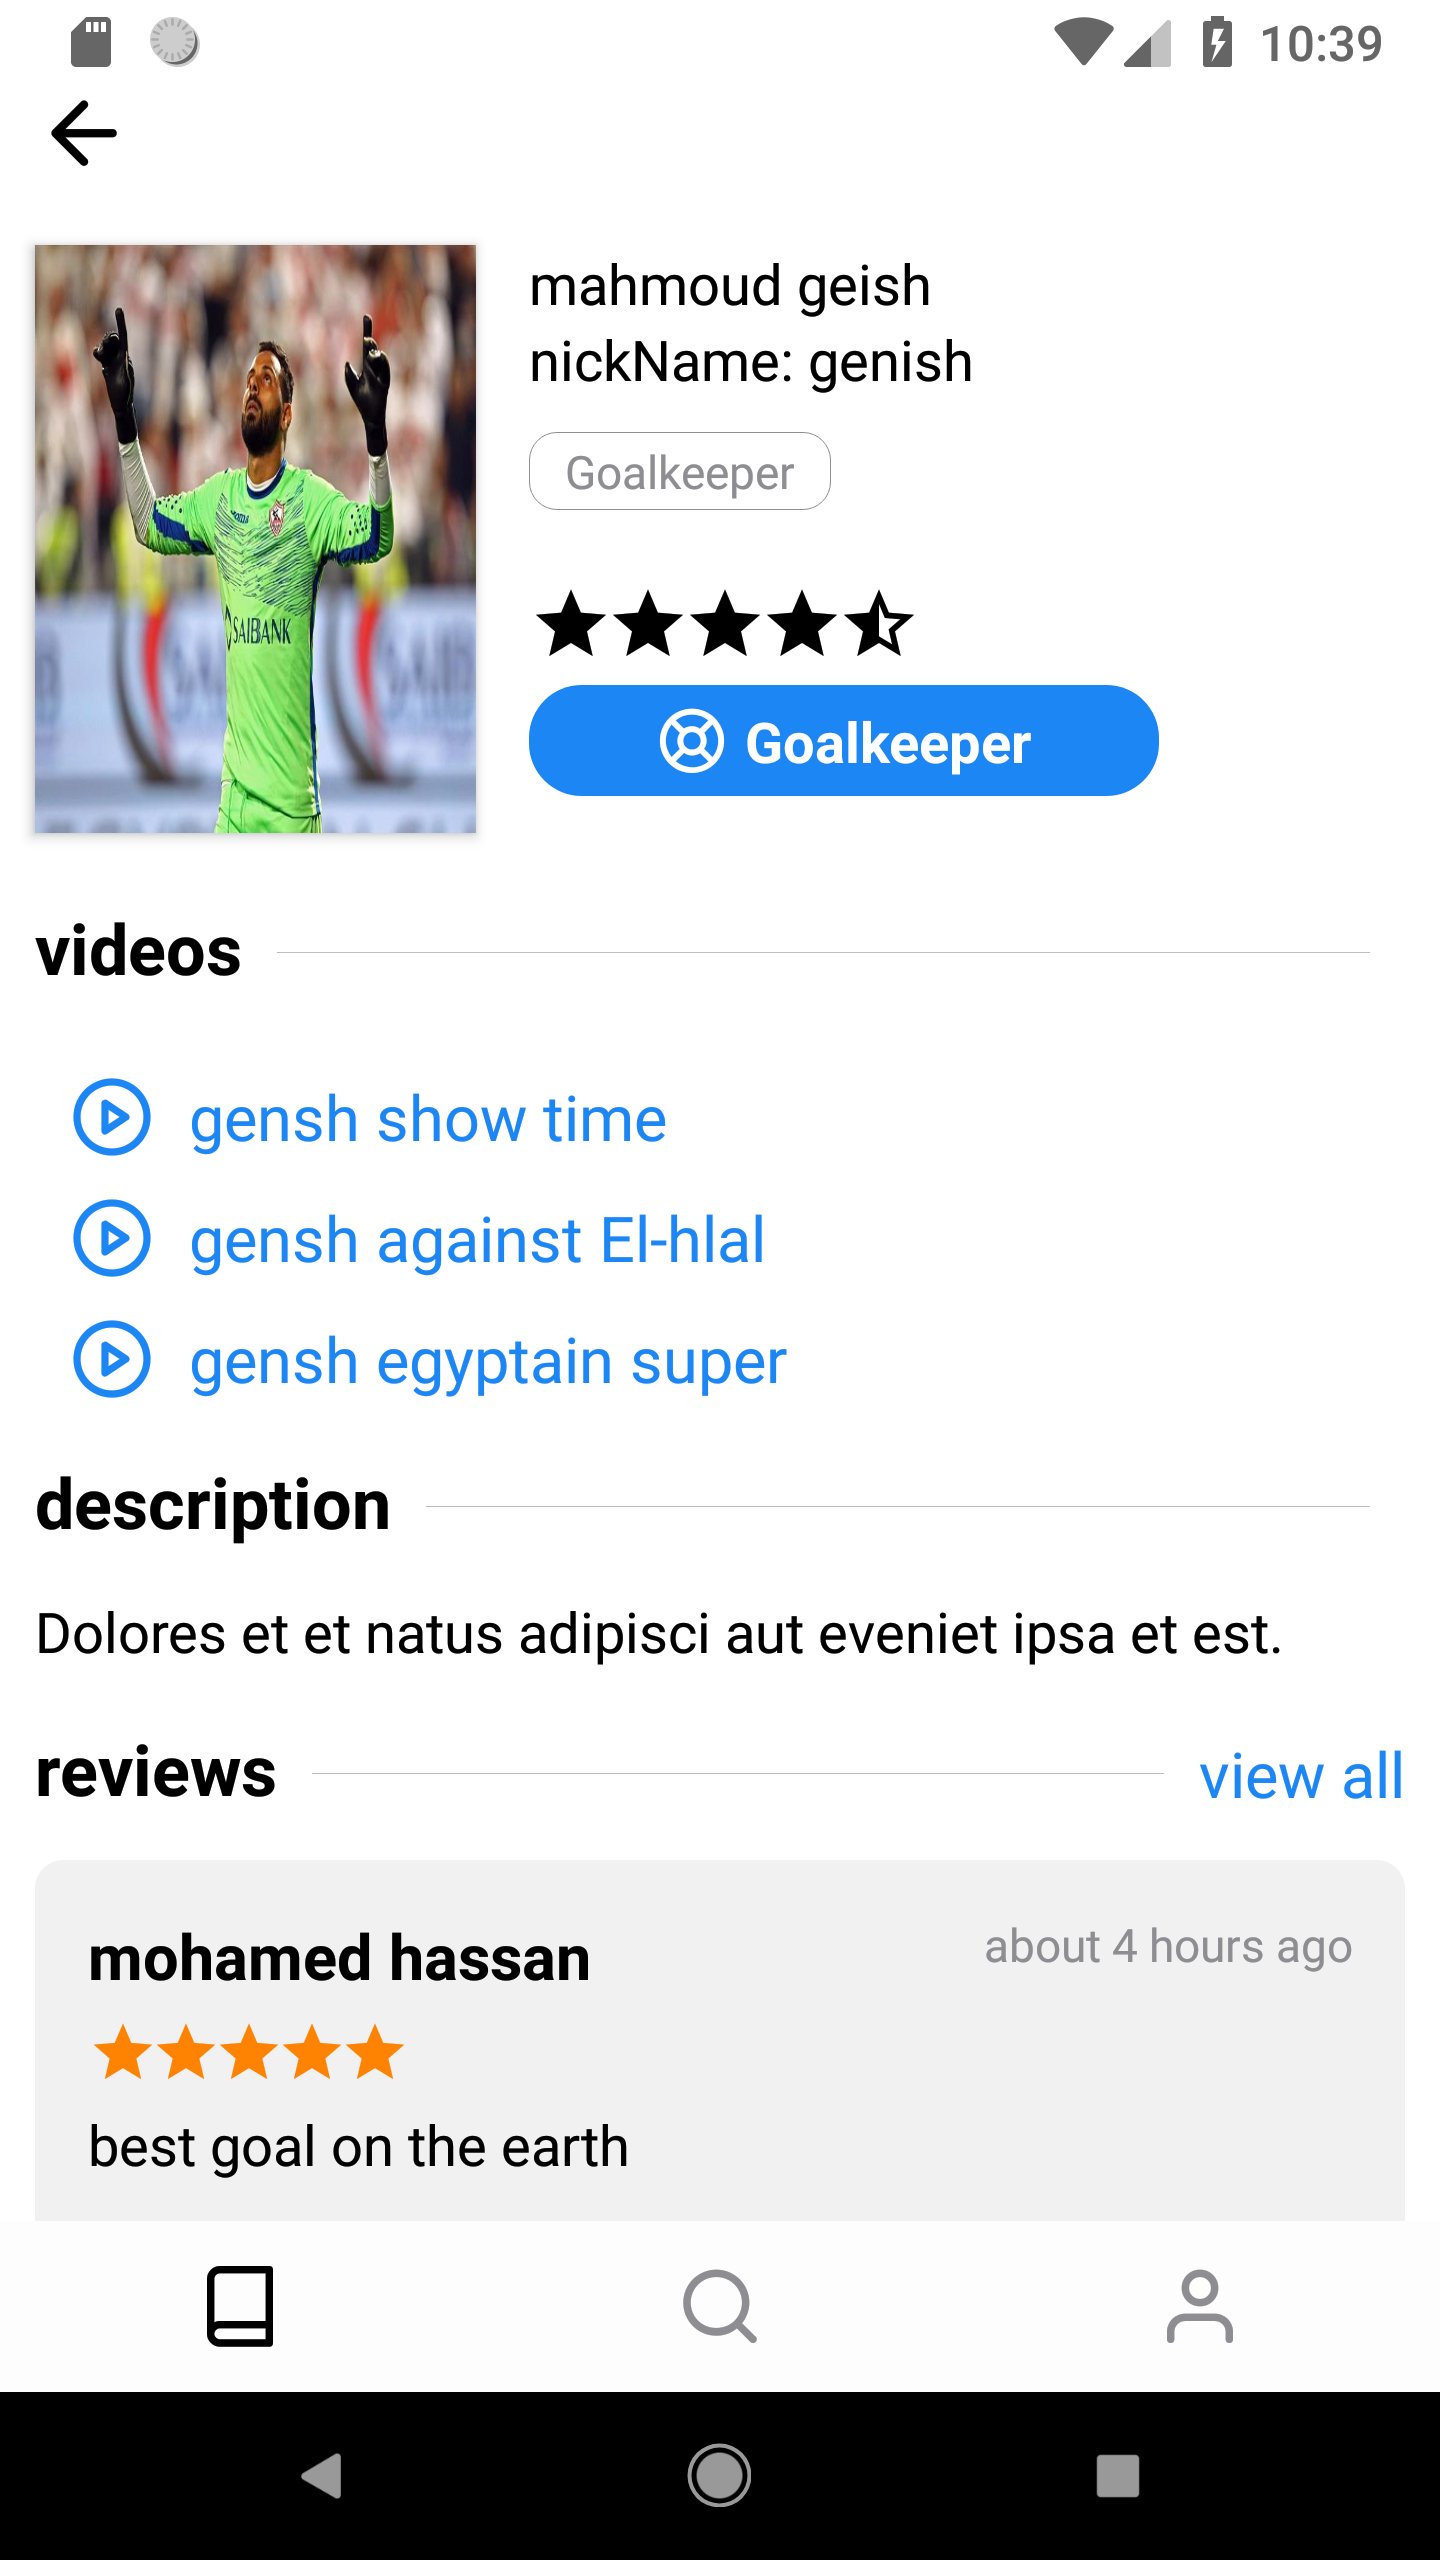 10:39
mahmoud geish
nickName: genish
Goalkeeper
SAIBANK
Goalkeeper
videos
gensh show time
gensh against El-hlal
gensh egyptain super
description
Dolores et et natus adipisci aut eveniet ipsa et est.
reviews
view all
mohamed hassan
about 4 hours ago
best goal on the earth